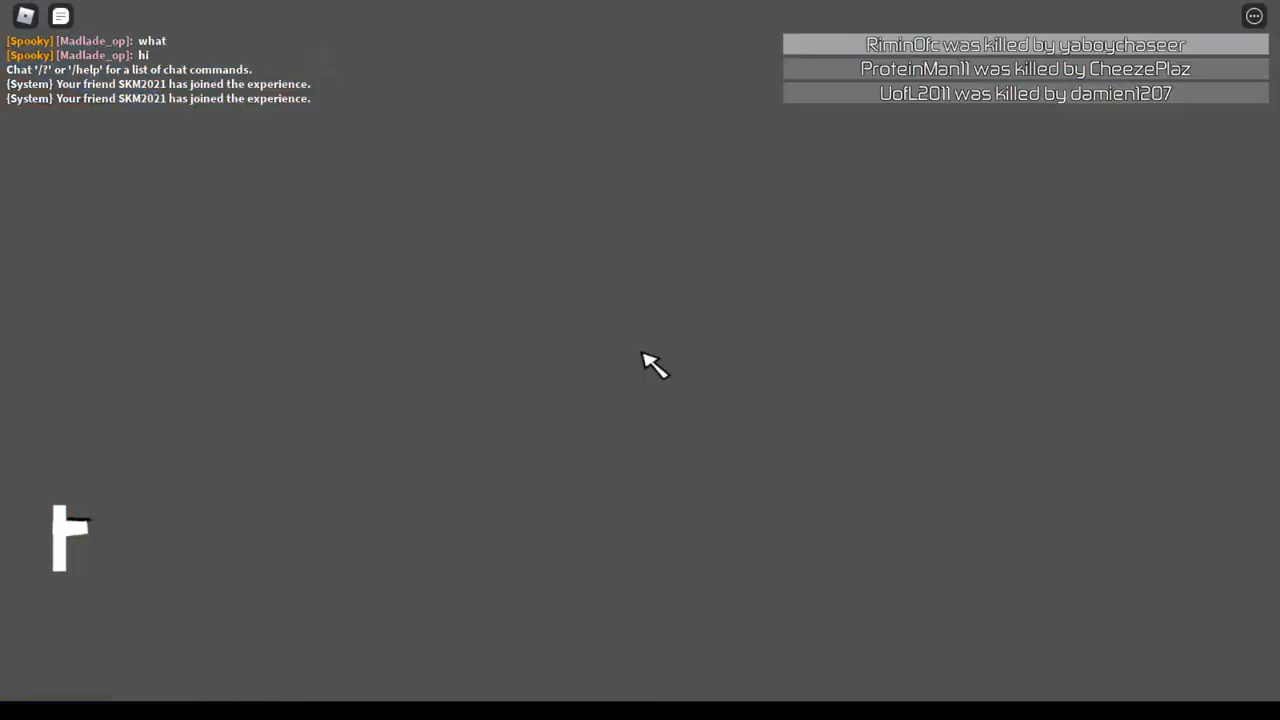 [Spooky] [Madlade_op]: what
[Spooky] [Madlade_op]: hi
Chat '/?' or '/help' for a list of chat commands.
{System} Your friend SKM2021 has joined the experience.
{System} Your friend SKM2021 has joined the experience.
Rimin0fc was killed by yaboychaseer
ProteinMan11 was killed by CheezePlaz
UofL2011 was killed by damien1207